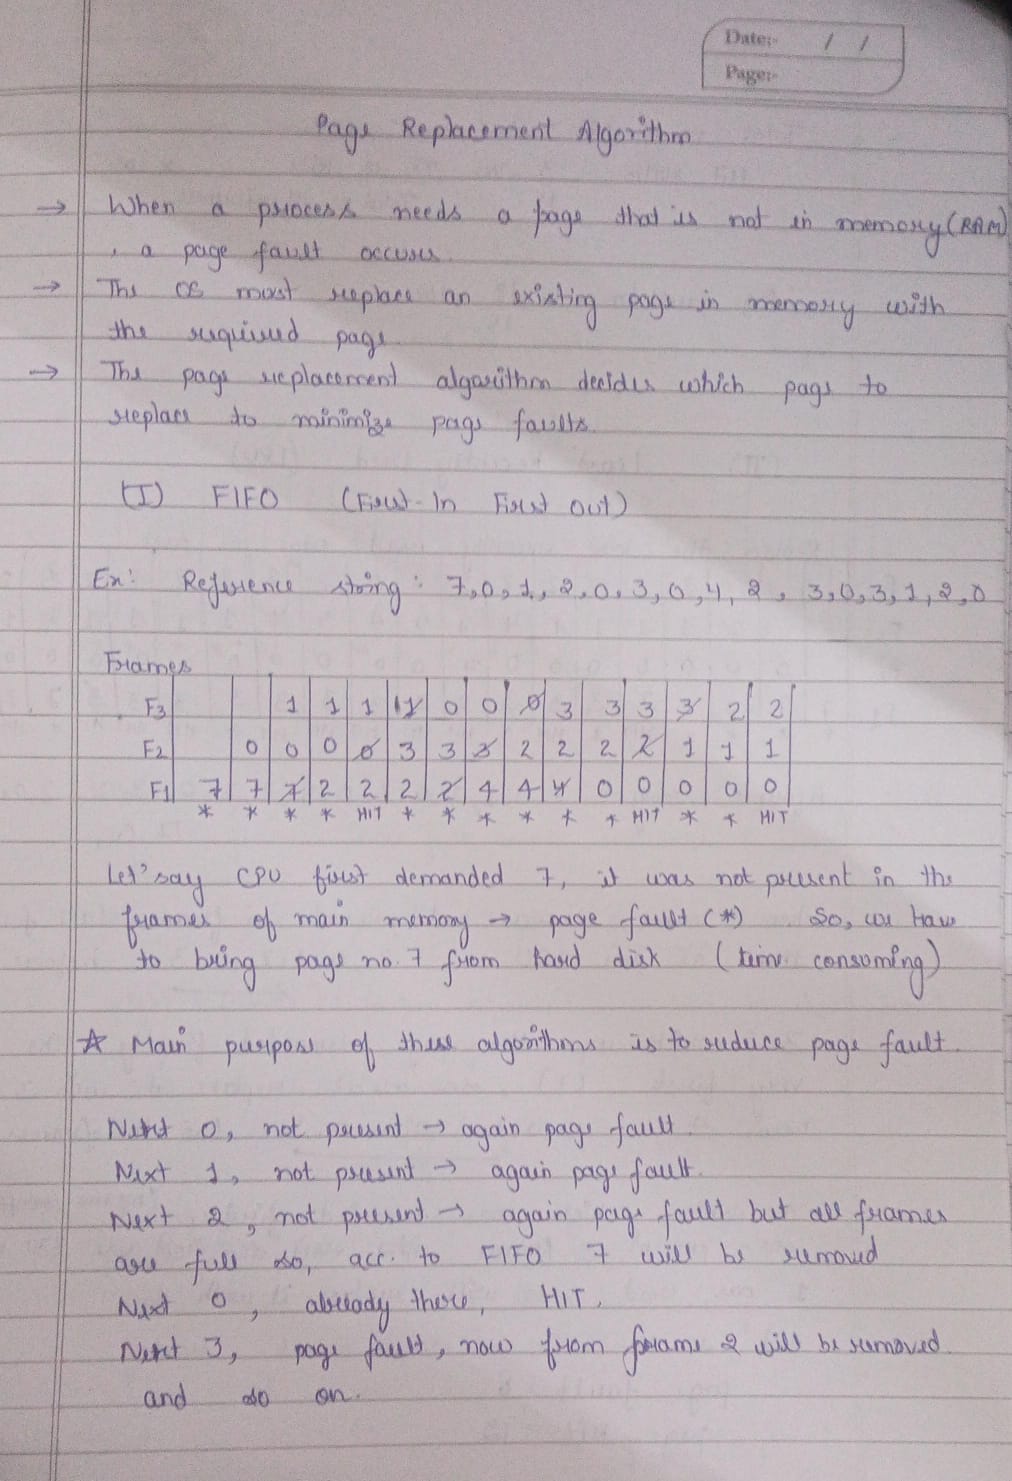 Date:- / /
Page:-
Page Replacement Algorithm
→ When a process needs a page that is not in memory (RAM)
, a page fault occurs.
→ The OS must replace an existing page in memory with
the required page.
→ The page replacement algorithm decides which page to
replace to minimize page faults.
(I) FIFO (First-In First Out)
Ex: Reference string: 7,0,1,2,0,3,0,4,2,3,0,3,1,2,0
Frames
F3 1 1 1 1 0 0 0 3 3 3 3 2 2
F2 0 0 0 0 3 3 3 2 2 2 2 1 1 1
F1 7 7 7 2 2 2 2 4 4 4 0 0 0 0 0
* * * * HIT * * * * * * HIT * * HIT
Let's say CPU first demanded 7, it was not present in the
frames of main memory → page fault (*) So, we have
to bring page no. 7 from hard disk (time consuming)
☆ Main purpose of these algorithms is to reduce page fault.
Next 0, not present → again page fault.
Next 1, not present → again page fault.
Next 2, not present → again page fault but all frames
are full so, acc. to FIFO 7 will be removed
Next 0, already there, HIT.
Next 3, page fault, now from frame 2 will be removed.
and so on.